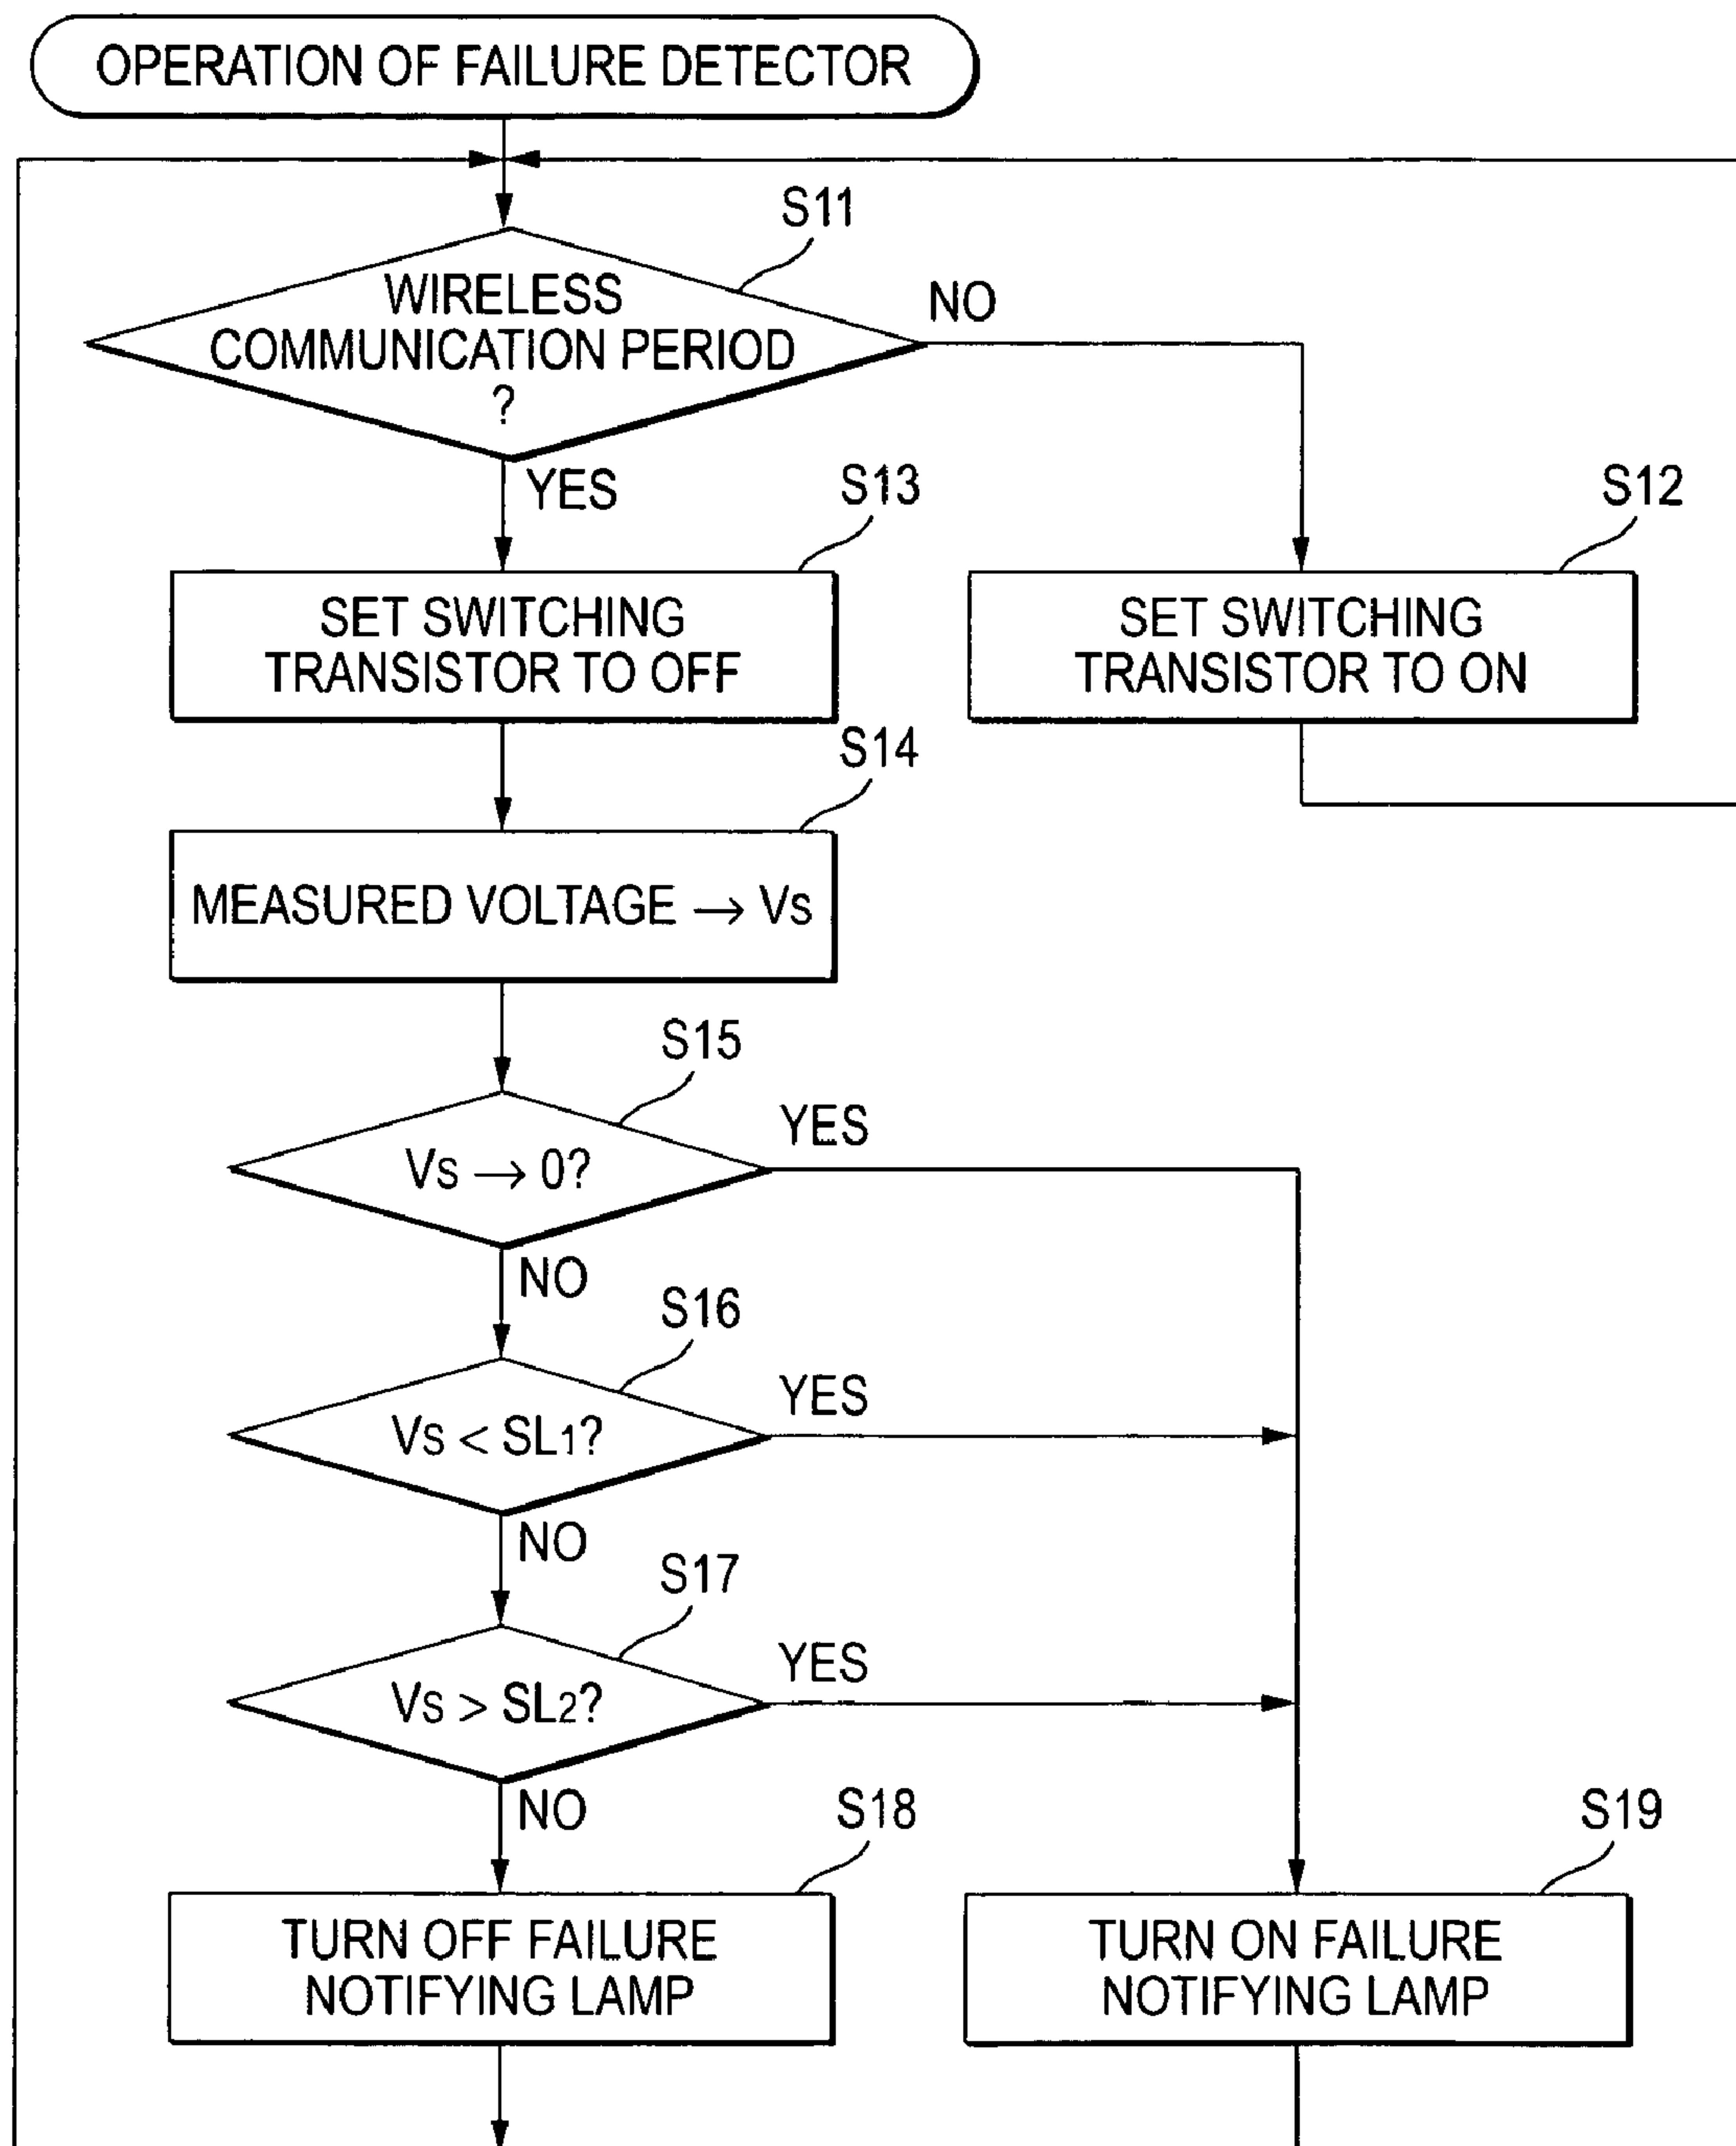 OPERATION OF FAILURE DETECTOR
S11
WIRELESS
COMMUNICATION PERIOD
?
NO
YES
S13
S12
SET SWITCHING
TRANSISTOR TO OFF
SET SWITCHING
TRANSISTOR TO ON
S14
MEASURED VOLTAGE → VS
S15
VS → 0?
YES
NO
S16
VS < SL1?
YES
NO
S17
VS > SL2?
YES
NO
S18
S19
TURN OFF FAILURE
NOTIFYING LAMP
TURN ON FAILURE
NOTIFYING LAMP